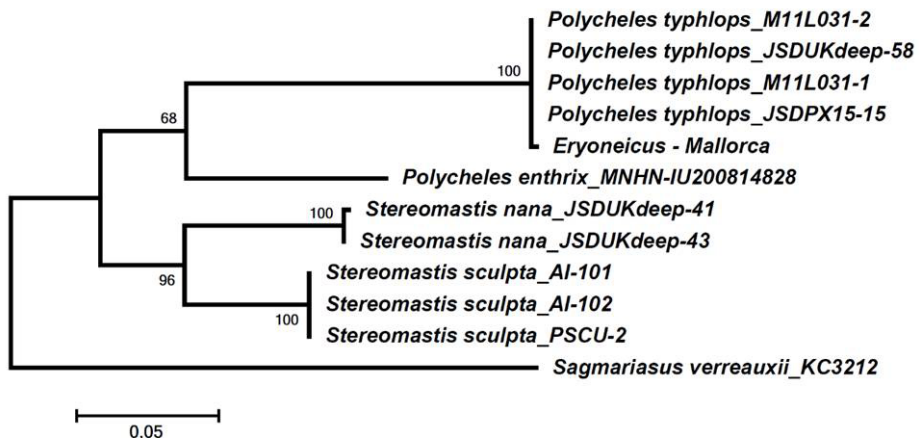 Polycheles typhlops_M11L031-2
Polycheles typhlops_JSDUKdeep-58
100
Polycheles typhlops_M11L031-1
Polycheles typhlops_JSDPX15-15
68
Eryoneicus - Mallorca
Polycheles enthrix_MNHN-IU200814828
100
Stereomastis nana_JSDUKdeep-41
Stereomastis nana_JSDUKdeep-43
96
Stereomastis sculpta_AI-101
Stereomastis sculpta_AI-102
100
Stereomastis sculpta_PSCU-2
Sagmariasus verreauxii_KC3212
0.05